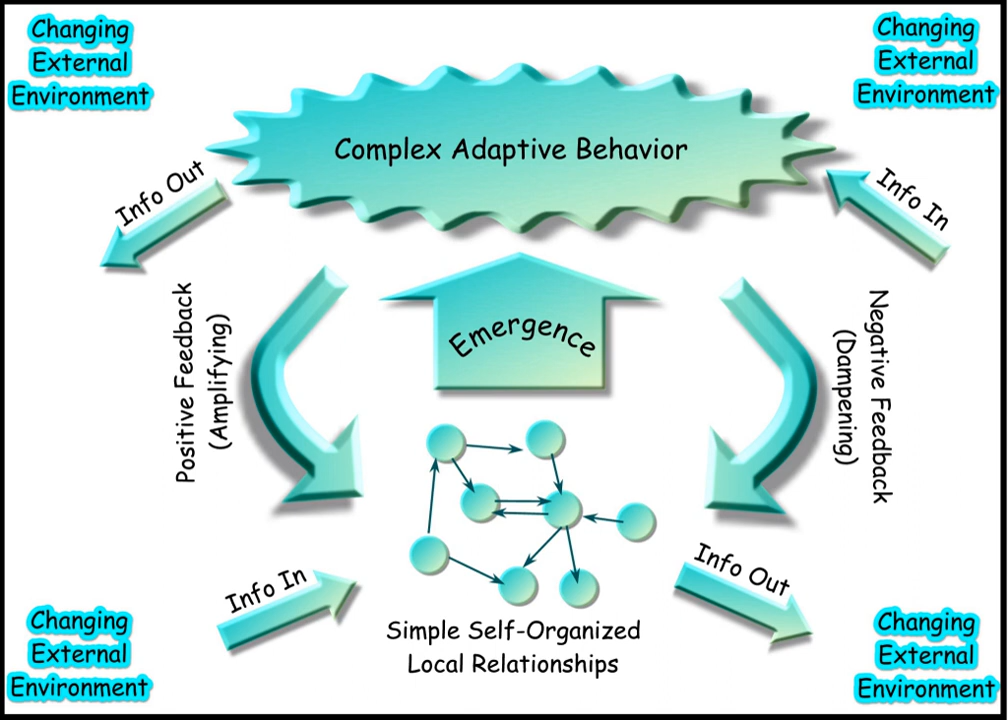 Changing
External
Environment
Changing
External
Environment
Complex Adaptive Behavior
Info Out
Info In
Emergence
Positive Feedback
(Amplifying)
Negative Feedback
(Dampening)
Info In
Info Out
Simple Self-Organized
Local Relationships
Changing
External
Environment
Changing
External
Environment